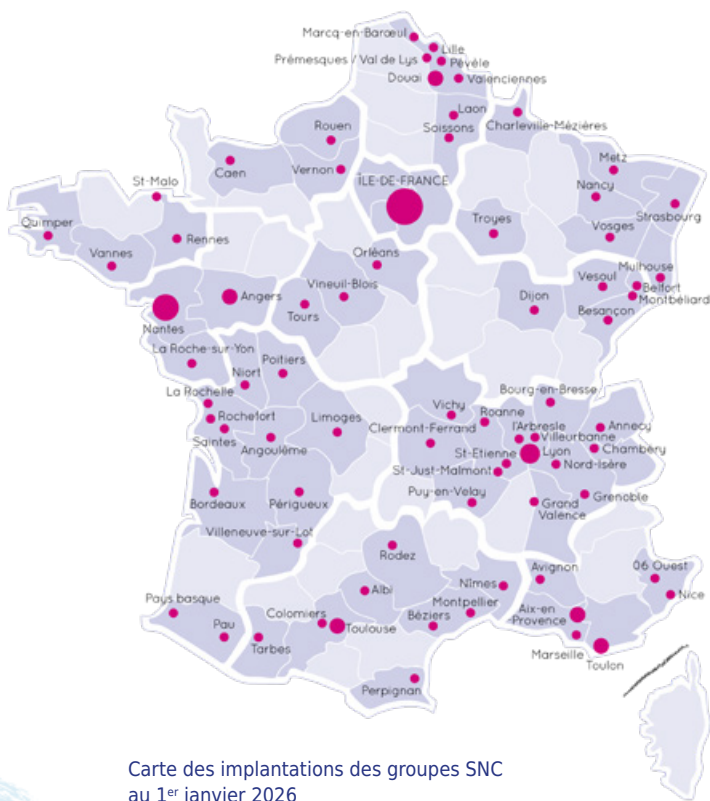 Marcq-en-Barœul
Lille
Prémesques / Val de Lys
Pévèle
Douai
Valenciennes
Laon
Soissons
Charleville-Mézières
Rouen
Caen
Vernon
ÎLE-DE-FRANCE
Metz
Nancy
Strasbourg
Troyes
Vosges
St-Malo
Quimper
Rennes
Vannes
Orléans
Vineuil-Blois
Tours
Angers
Nantes
Mulhouse
Vesoul
Belfort
Montbéliard
Dijon
Besançon
La Roche-sur-Yon
Poitiers
Niort
La Rochelle
Rochefort
Saintes
Angoulême
Limoges
Bourg-en-Bresse
Vichy
Roanne
Clermont-Ferrand
l'Arbresle
Villeurbanne
Annecy
St-Etienne
Lyon
Chambéry
St-Just-Malmont
Nord-Isère
Puy-en-Velay
Grand
Valence
Grenoble
Bordeaux
Périgueux
Villeneuve-sur-Lot
Rodez
Avignon
06 Ouest
Albi
Nîmes
Nice
Pays basque
Colomiers
Montpellier
Béziers
Aix-en
Provence
Pau
Toulouse
Tarbes
Marseille
Toulon
Perpignan
Carte des implantations des groupes SNC
au 1er janvier 2026